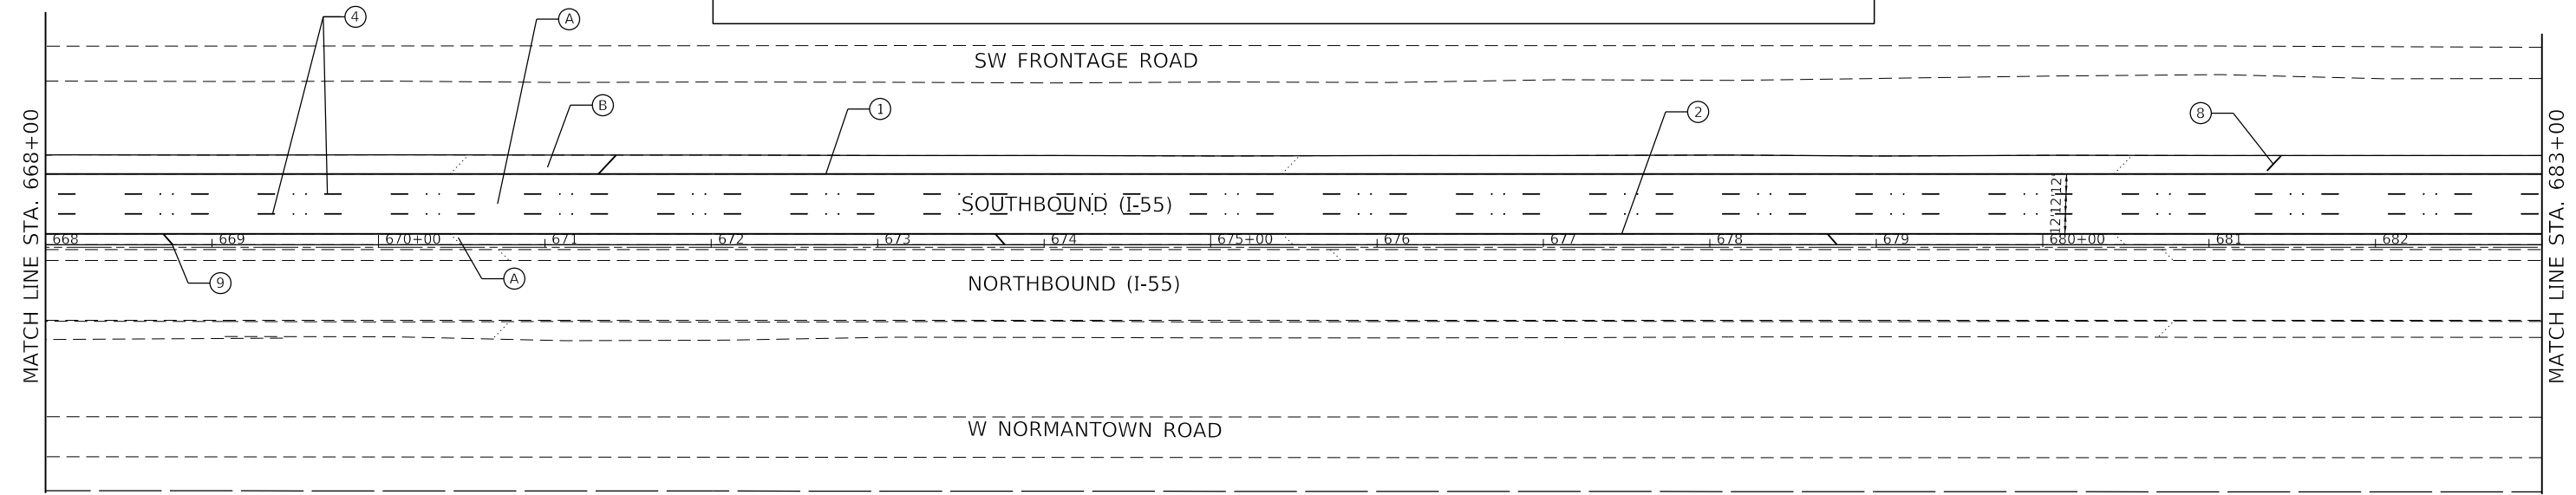 4
A
SW FRONTAGE ROAD
B
1
2
8
MATCH LINE STA. 668+00
MATCH LINE STA. 683+00
SOUTHBOUND (I-55)
12 12 12
668 669 670+00 671 672 673 674 675+00 676 677 678 679 680+00 681 682
9
A
NORTHBOUND (I-55)
W NORMANTOWN ROAD